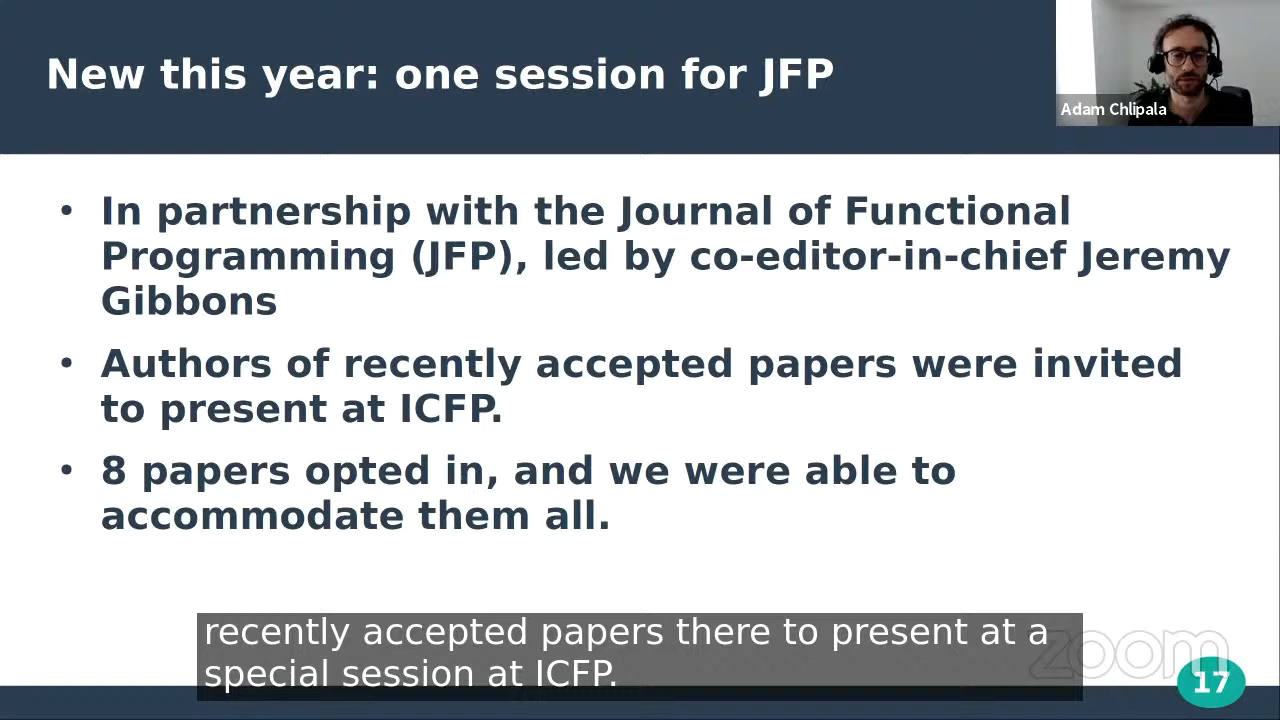 New this year: one session for JFP
Adam Chlipala
• In partnership with the Journal of Functional
Programming (JFP), led by co-editor-in-chief Jeremy
Gibbons
• Authors of recently accepted papers were invited
to present at ICFP.
• 8 papers opted in, and we were able to
accommodate them all.
recently accepted papers there to present at a
special session at ICFP.
zoom
17